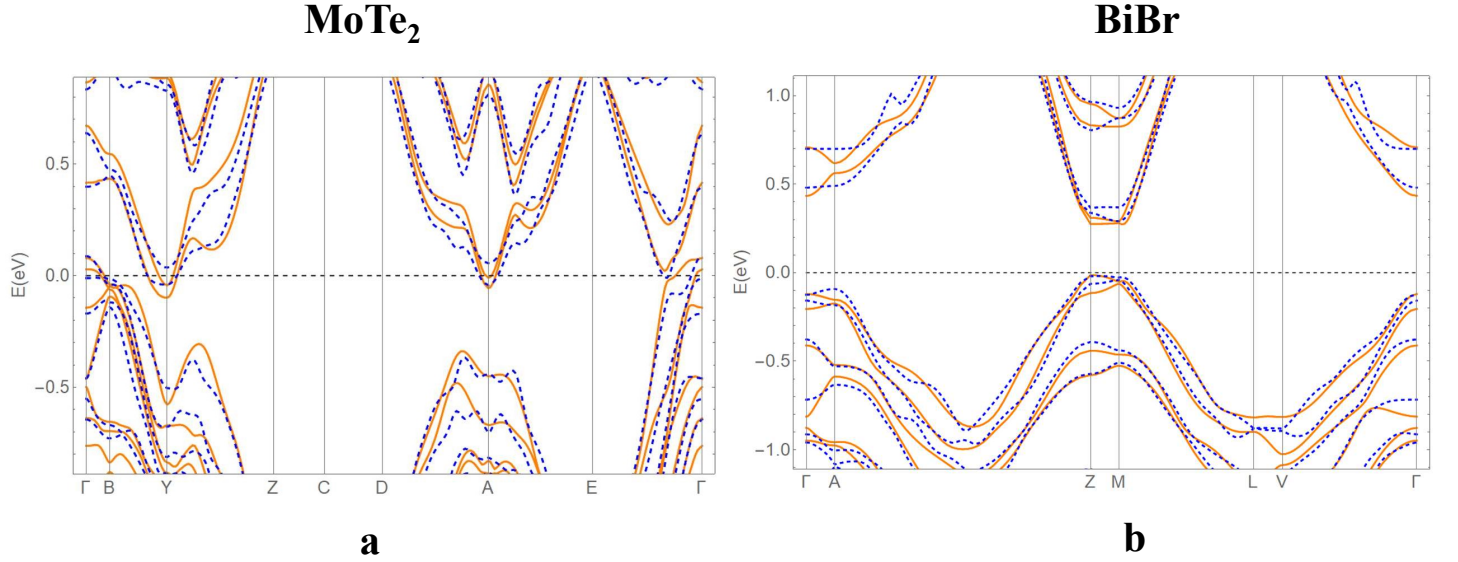 MoTe₂
BiBr
E(eV)
0.5
0.0
−0.5
Γ B Y Z C D A E Γ
a
E(eV)
1.0
0.5
0.0
−0.5
−1.0
Γ A Z M L V Γ
b